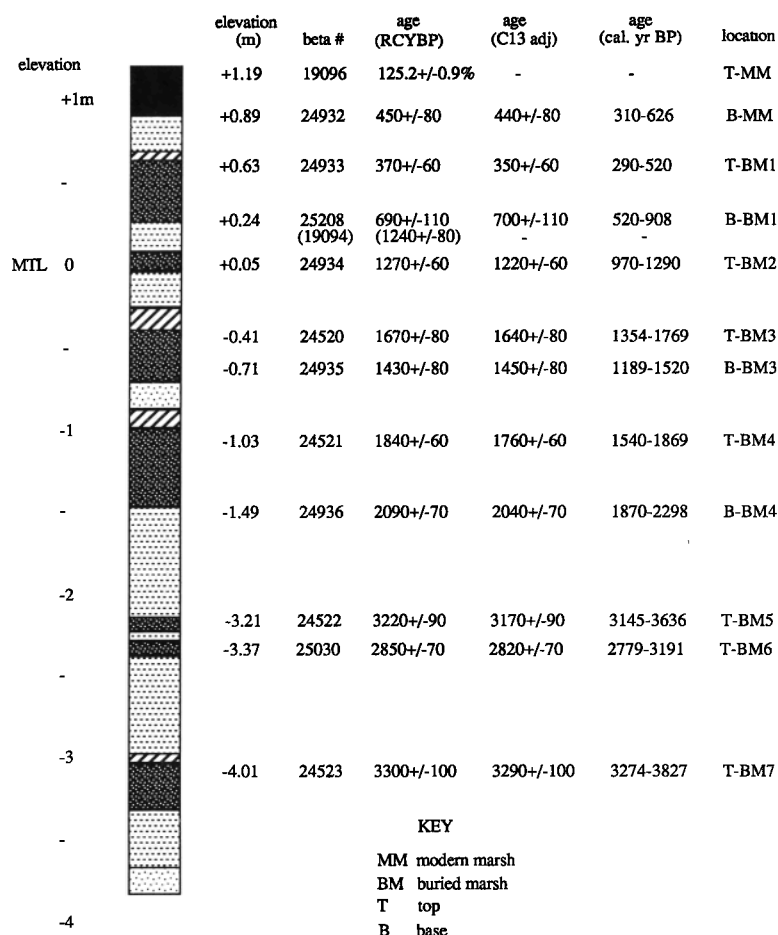 elevation age age age
(m) beta # (RCYBP) (C13 adj) (cal. yr BP) location
elevation
+1.19 19096 125.2+/-0.9% - - T-MM
+1m
+0.89 24932 450+/-80 440+/-80 310-626 B-MM
+0.63 24933 370+/-60 350+/-60 290-520 T-BM1
-
+0.24 25208 690+/-110 700+/-110 520-908 B-BM1
(19094) (1240+/-80) - -
MTL 0 +0.05 24934 1270+/-60 1220+/-60 970-1290 T-BM2
-0.41 24520 1670+/-80 1640+/-80 1354-1769 T-BM3
-
-0.71 24935 1430+/-80 1450+/-80 1189-1520 B-BM3
-1
-1.03 24521 1840+/-60 1760+/-60 1540-1869 T-BM4
- -1.49 24936 2090+/-70 2040+/-70 1870-2298 B-BM4
-2
-3.21 24522 3220+/-90 3170+/-90 3145-3636 T-BM5
-3.37 25030 2850+/-70 2820+/-70 2779-3191 T-BM6
-
-3
-4.01 24523 3300+/-100 3290+/-100 3274-3827 T-BM7
KEY
-
MM modern marsh
BM buried marsh
T top
-4
B base